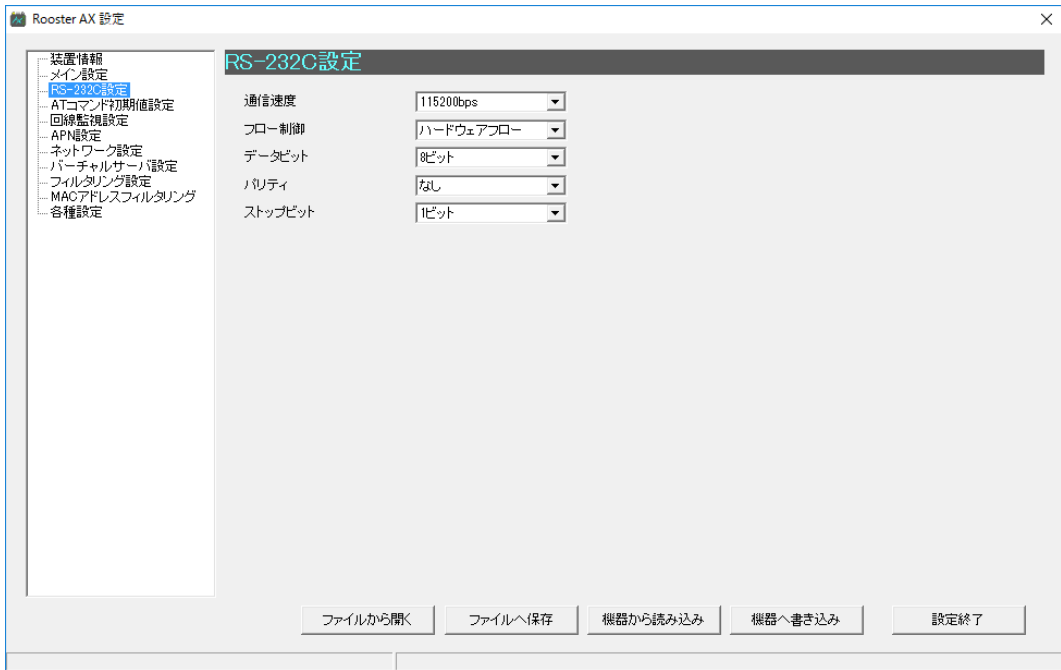 Rooster AX 設定
装置情報
メイン設定
RS-232C設定
ATコマンド初期値設定
回線監視設定
APN設定
ネットワーク設定
バーチャルサーバ設定
フィルタリング設定
MACアドレスフィルタリング
各種設定
RS-232C設定
通信速度 115200bps
フロー制御 ハードウェアフロー
データビット 8ビット
パリティ なし
ストップビット 1ビット
ファイルから開く ファイルへ保存 機器から読み込み 機器へ書き込み 設定終了